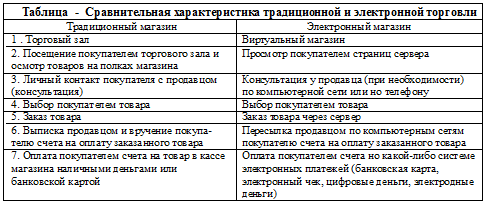 Таблица - Сравнительная характеристика традиционной и электронной торговли
Традиционный магазин
Электронный магазин
1 . Торговый зал
Виртуальный магазин
2. Посещение покупателем торгового зала и
осмотр товаров на полках магазина
Просмотр покупателем страниц сервера
3. Личный контакт покупателя с продавцом
(консультация)
Консультация у продавца (при необходимости)
по компьютерной сети или но телефону
4. Выбор покупателем товара
Выбор покупателем товара
5. Заказ товара
Заказ товара через сервер
6. Выписка продавцом и вручение покупа-
телю счета на оплату заказанного товара
Пересылка продавцом по компьютерным сетям
покупателю счета на оплату заказанного товара
7. Оплата покупателем счета на товар в кассе
магазина наличными деньгами или
банковской картой
Оплата покупателем счета но какой-либо системе
электронных платежей (банковская карта,
электронный чек, цифровые деньги, элетродные
деньги)